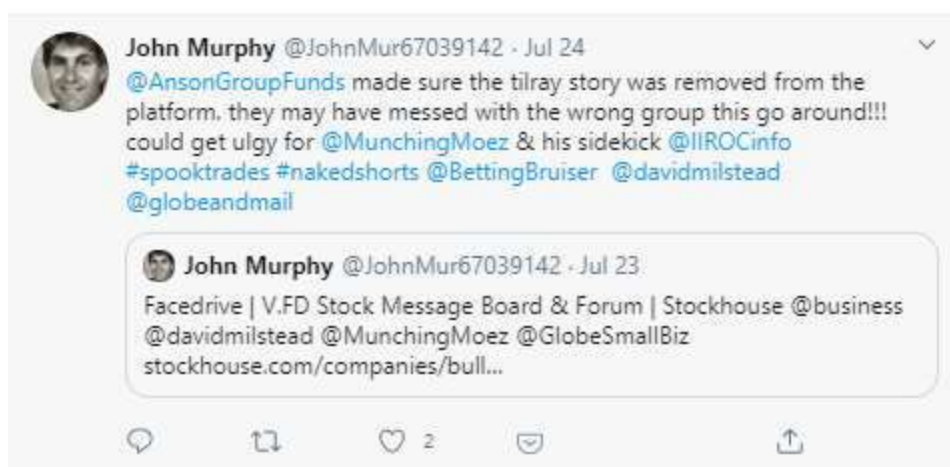 John Murphy @JohnMur67039142 · Jul 24
@AnsonGroupFunds made sure the tilray story was removed from the
platform. they may have messed with the wrong group this go around!!!
could get ulgy for @MunchingMoez & his sidekick @IIROCinfo
#spooktrades #nakedshorts @BettingBruiser @davidmilstead
@globeandmail
John Murphy @JohnMur67039142 · Jul 23
Facedrive | V.FD Stock Message Board & Forum | Stockhouse @business
@davidmilstead @MunchingMoez @GlobeSmallBiz
stockhouse.com/companies/bull...
2